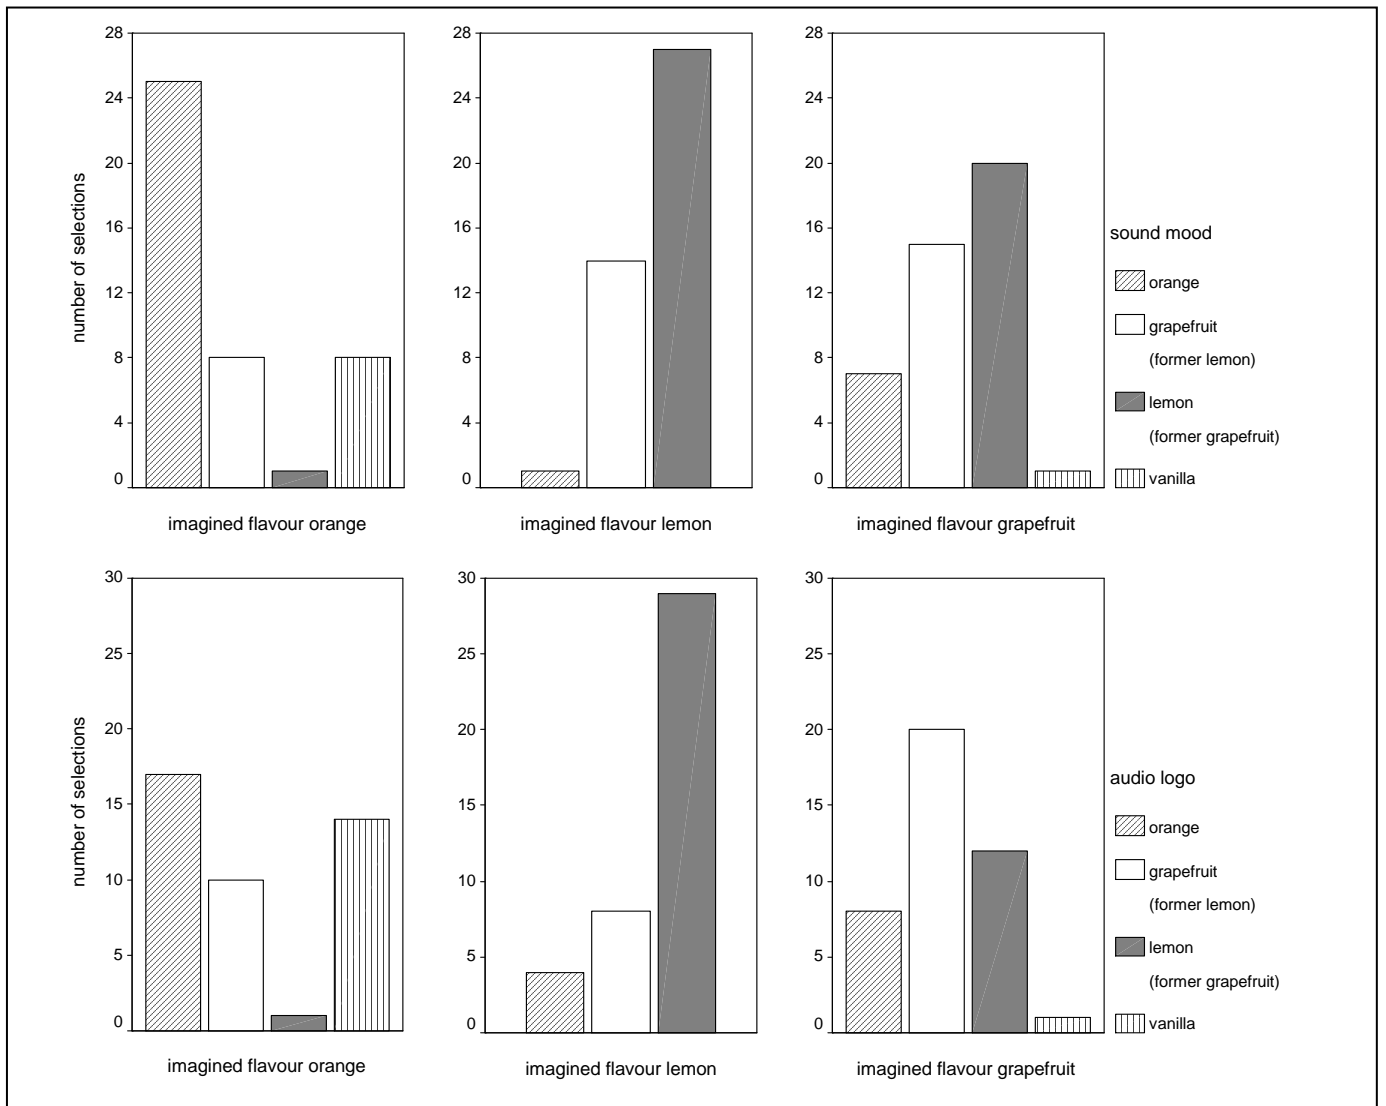 28
24
20
16
12
8
4
0
number of selections
imagined flavour orange
28
24
20
16
12
8
4
0
imagined flavour lemon
28
24
20
16
12
8
4
0
imagined flavour grapefruit
sound mood
orange
grapefruit
(former lemon)
lemon
(former grapefruit)
vanilla
30
25
20
15
10
5
0
number of selections
imagined flavour orange
30
25
20
15
10
5
0
imagined flavour lemon
30
25
20
15
10
5
0
imagined flavour grapefruit
audio logo
orange
grapefruit
(former lemon)
lemon
(former grapefruit)
vanilla